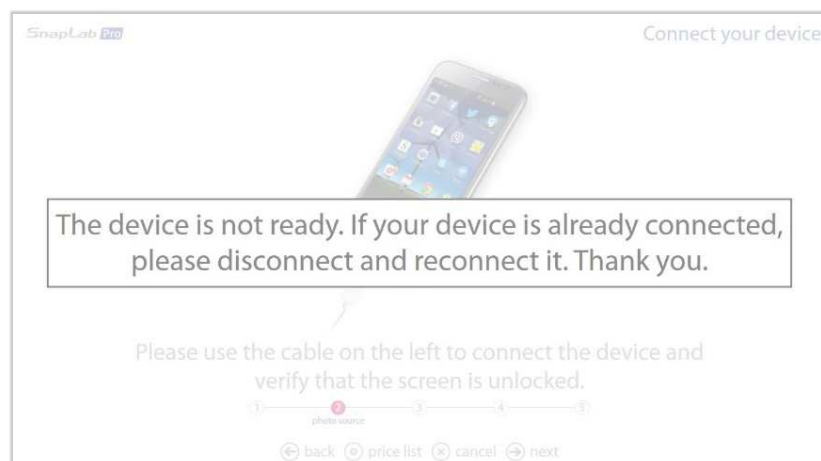 SnapLab Pro
Connect your device
The device is not ready. If your device is already connected,
please disconnect and reconnect it. Thank you.
Please use the cable on the left to connect the device and
verify that the screen is unlocked.
1 2 3 4 5
photo source
back price list cancel next